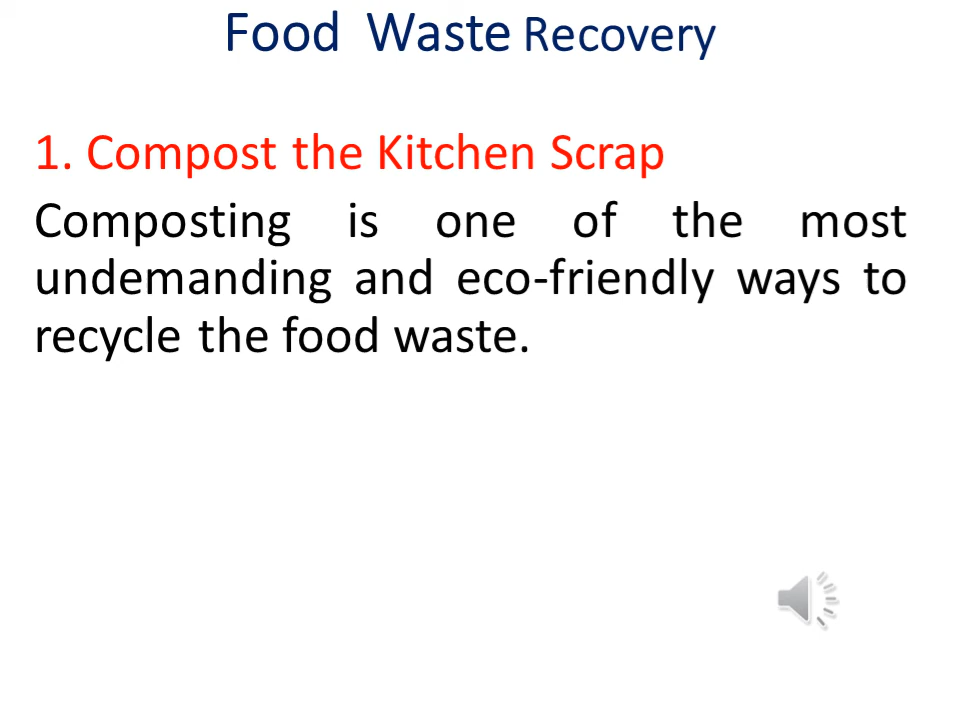 Food Waste Recovery
1. Compost the Kitchen Scrap
Composting is one of the most
undemanding and eco-friendly ways to
recycle the food waste.